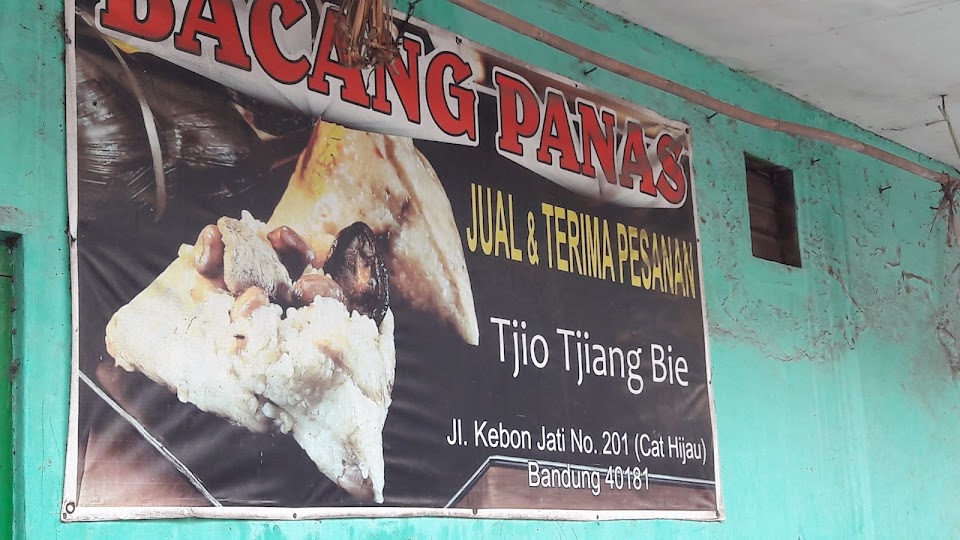 BACANG PANAS
JUAL & TERIMA PESANAN
Tjio Tjiang Bie
Jl. Kebon Jati No. 201 (Cat Hijau)
Bandung 40181